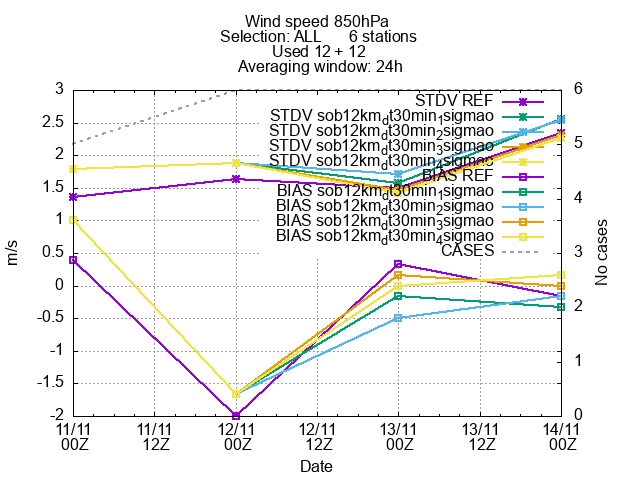 Wind speed 850hPa
Selection: ALL 6 stations
Used 12 + 12
Averaging window: 24h
3
2.5
2
1.5
1
0.5
0
-0.5
-1
-1.5
-2
m/s
6
5
4
3
2
1
0
No cases
STDV REF
STDV sob12km_dt30min_1sigmao
STDV sob12km_dt30min_2sigmao
STDV sob12km_dt30min_3sigmao
STDV sob12km_dt30min_4sigmao
BIAS REF
BIAS sob12km_dt30min_1sigmao
BIAS sob12km_dt30min_2sigmao
BIAS sob12km_dt30min_3sigmao
BIAS sob12km_dt30min_4sigmao
CASES
11/11 11/11 12/11 12/11 13/11 13/11 14/11
00Z 12Z 00Z 12Z 00Z 12Z 00Z
Date